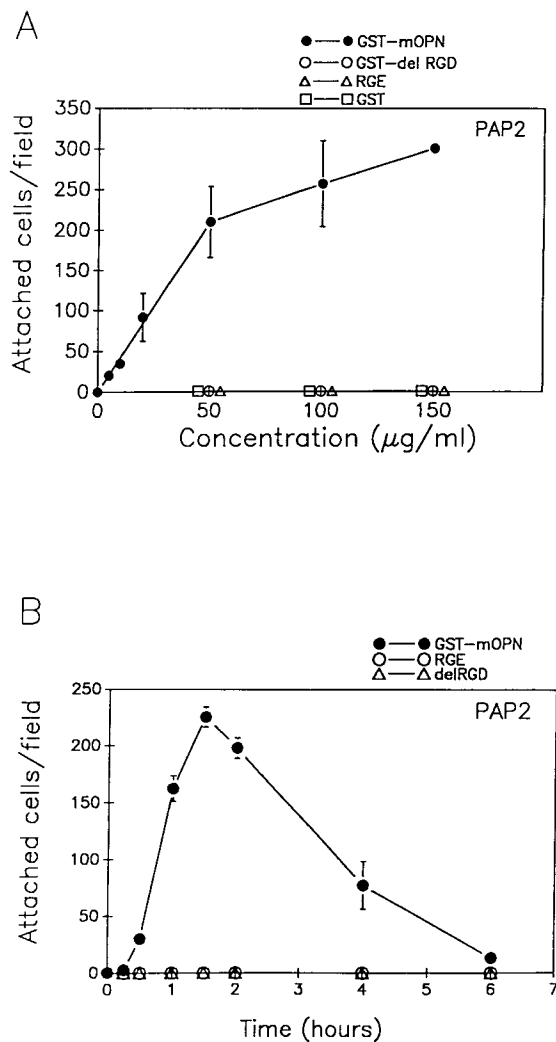 A
GST-mOPN
GST-del RGD
RGE
GST
PAP2
350
300
250
200
150
100
50
0
0 50 100 150
Attached cells/field
Concentration (μg/ml)
B
GST-mOPN
RGE
delRGD
PAP2
250
200
150
100
50
0
0 1 2 3 4 5 6 7
Attached cells/field
Time (hours)